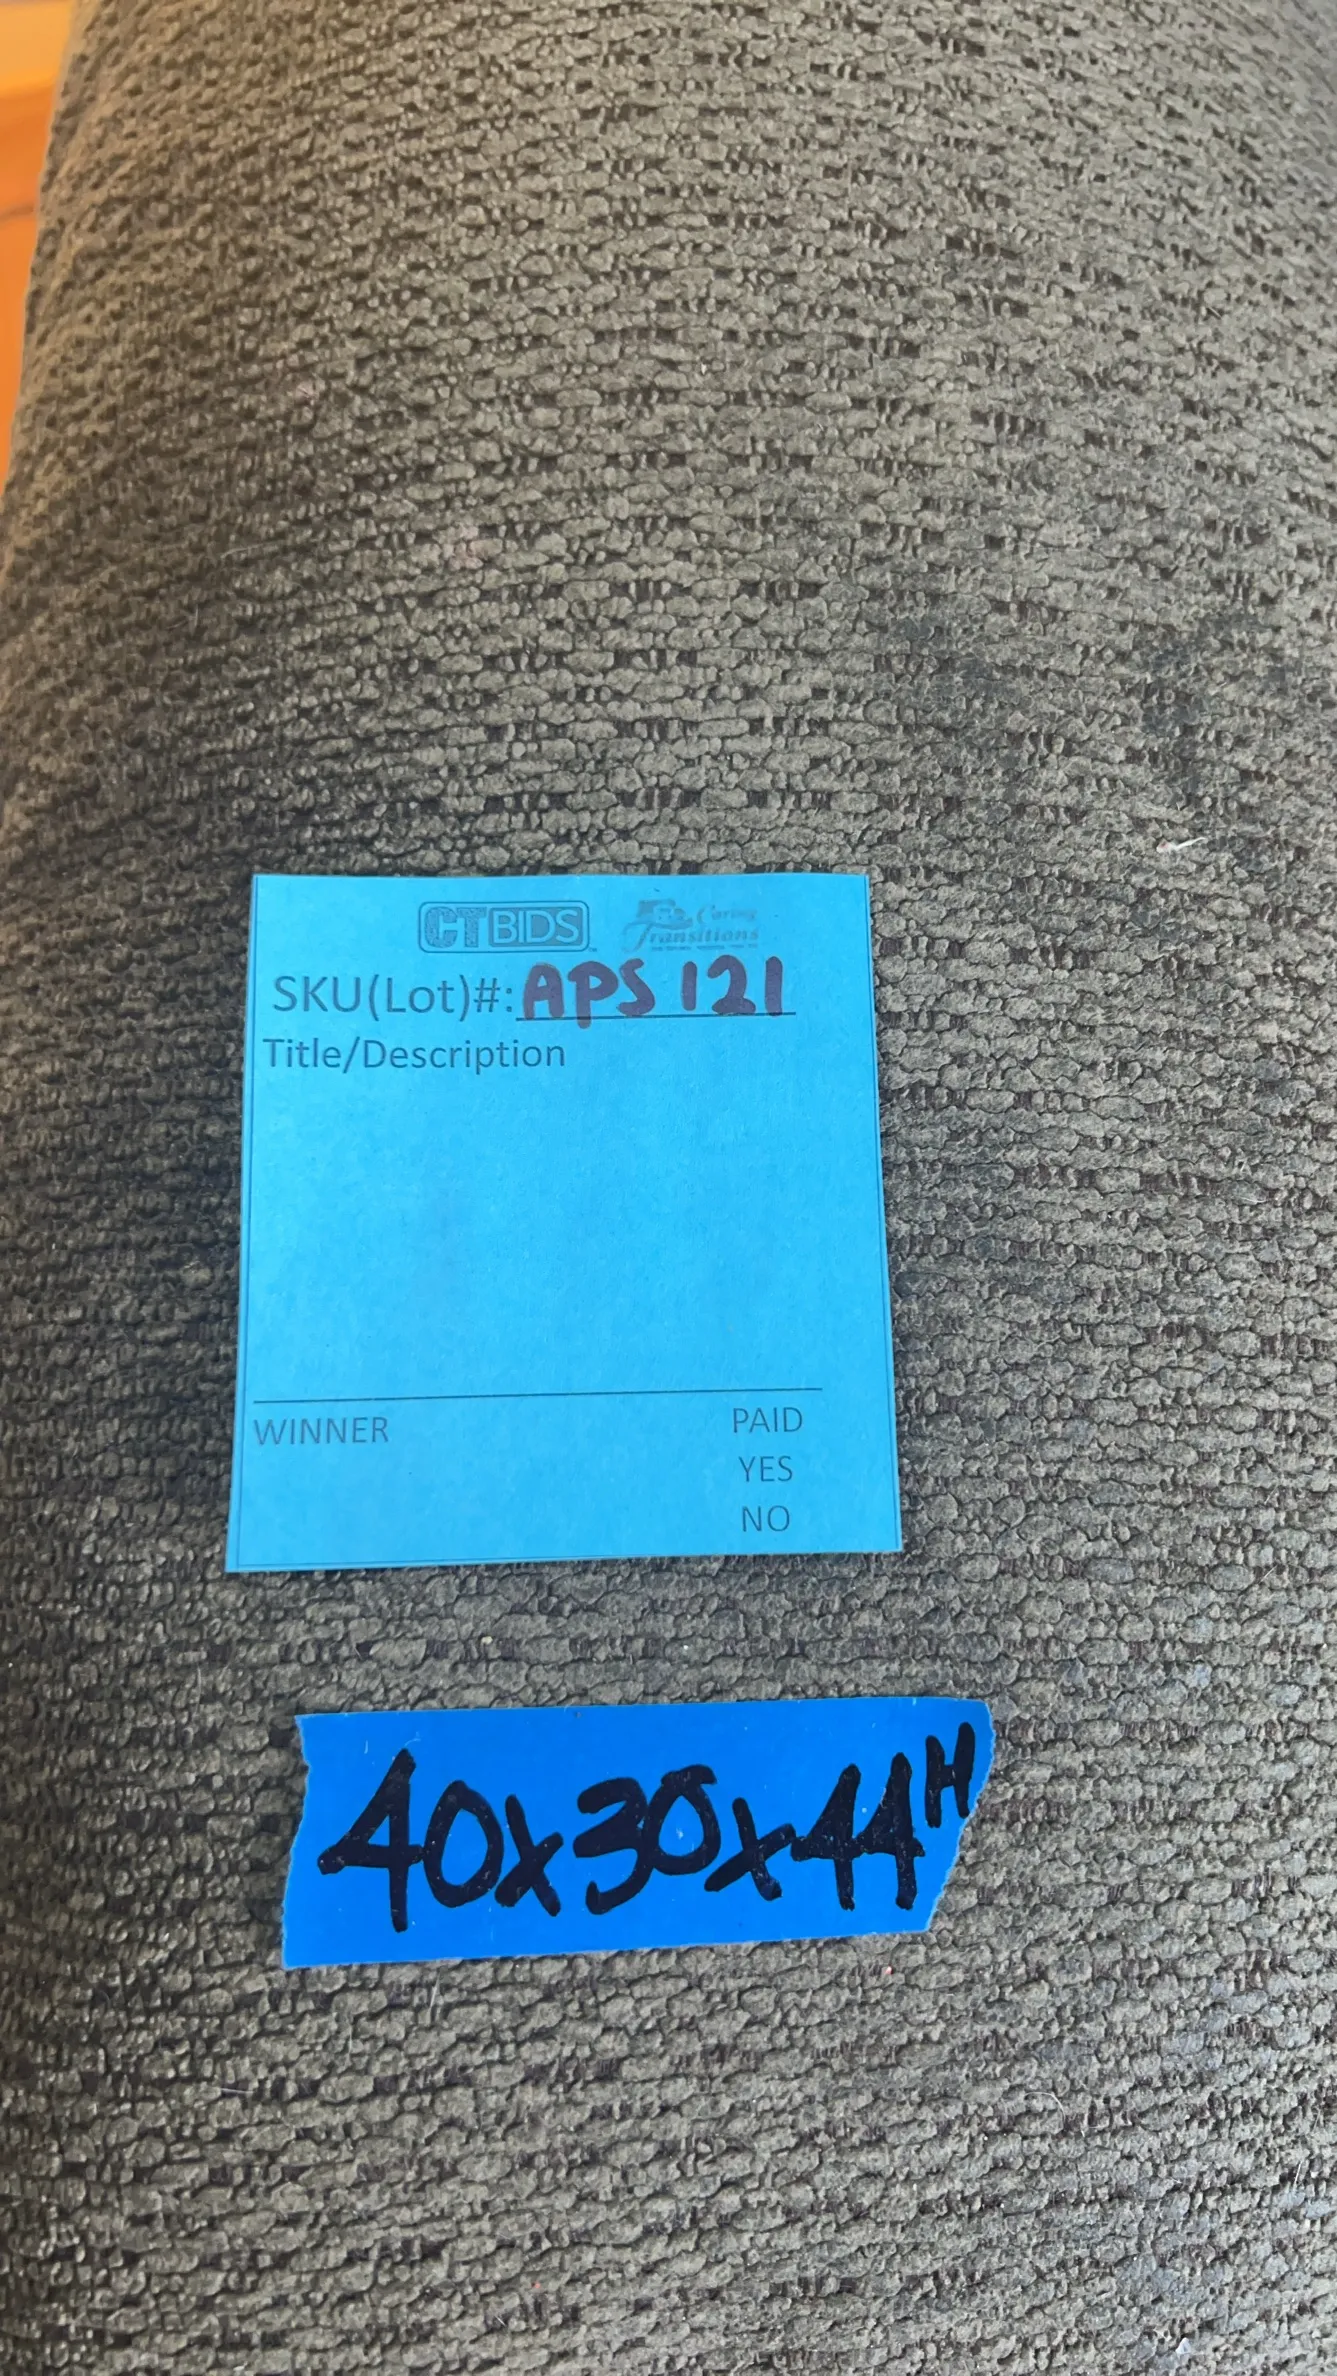 CTBIDS Caring Transitions
SKU(Lot)#: APS 121
Title/Description
WINNER PAID
YES
NO
40x30x44H